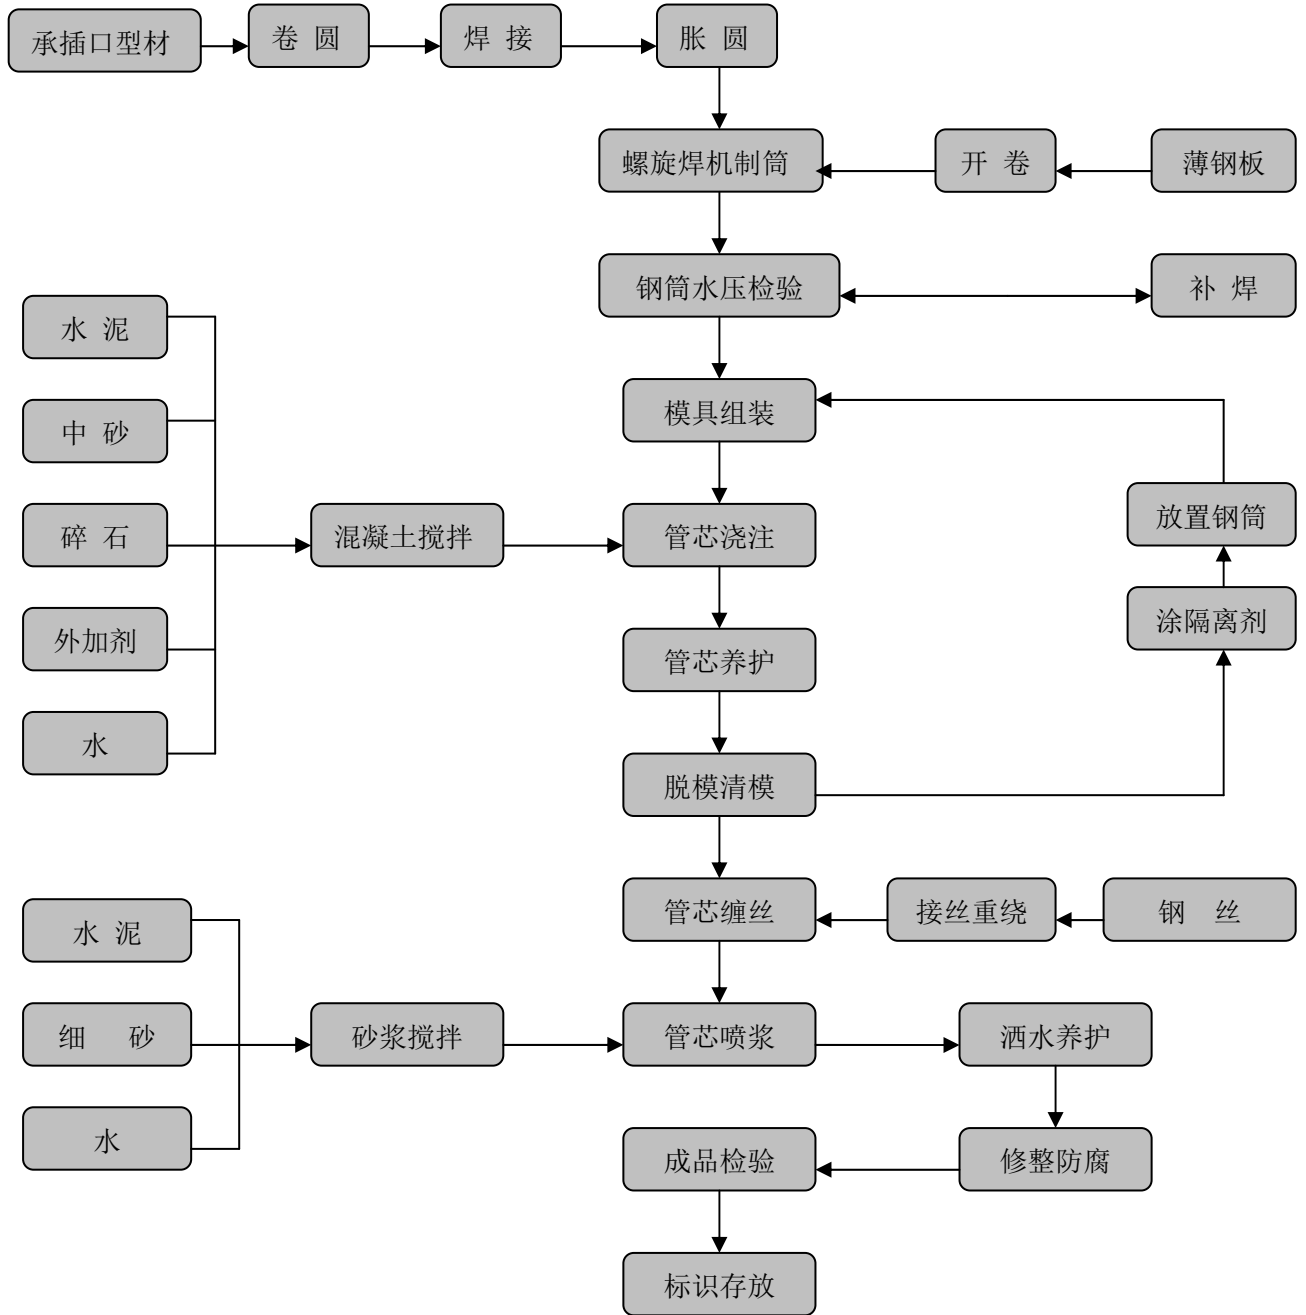 承插口型材
卷 圆
焊 接
胀 圆
螺旋焊机制筒
开 卷
薄钢板
钢筒水压检验
补 焊
水 泥
模具组装
中 砂
碎 石
混凝土搅拌
管芯浇注
放置钢筒
外加剂
管芯养护
涂隔离剂
水
脱模清模
水 泥
管芯缠丝
接丝重绕
钢 丝
细 砂
砂浆搅拌
管芯喷浆
洒水养护
水
成品检验
修整防腐
标识存放